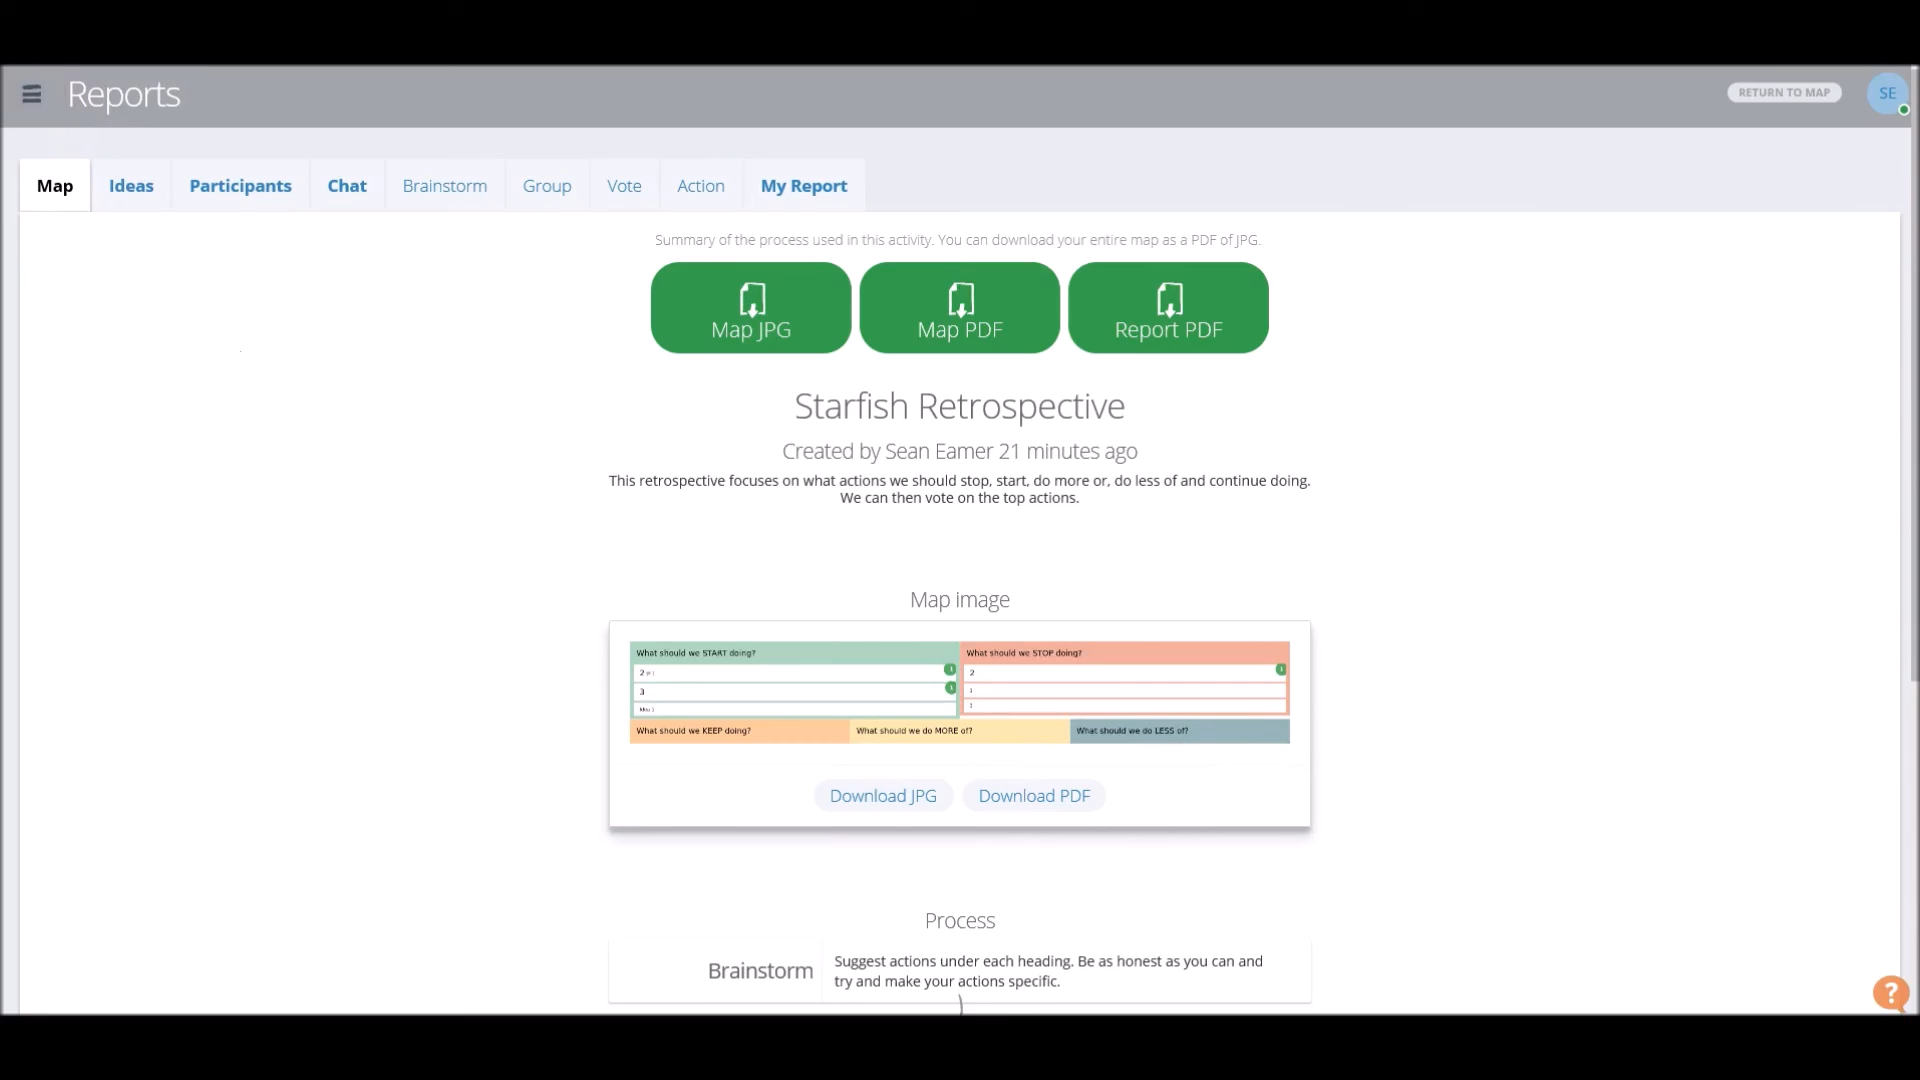 Reports
RETURN TO MAP
SE
Map
Ideas
Participants
Chat
Brainstorm
Group
Vote
Action
My Report
Summary of the process used in this activity. You can download your entire map as a PDF of JPG.
Map JPG
Map PDF
Report PDF
Starfish Retrospective
Created by Sean Eamer 21 minutes ago
This retrospective focuses on what actions we should stop, start, do more or, do less of and continue doing.
We can then vote on the top actions.
Map image
What should we START doing?
What should we STOP doing?
2
2
3
What should we KEEP doing?
What should we do MORE of?
What should we do LESS of?
Download JPG
Download PDF
Process
Brainstorm
Suggest actions under each heading. Be as honest as you can and
try and make your actions specific.
?